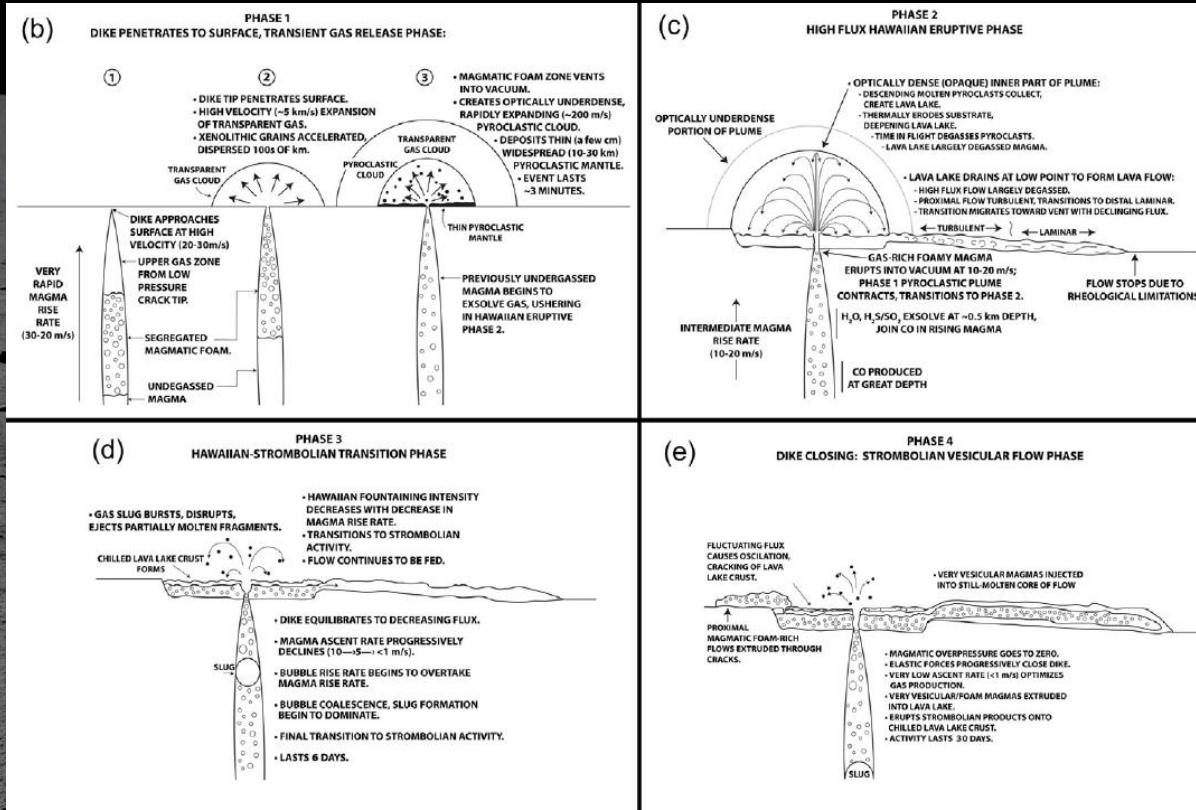 (b)
PHASE 1
DIKE PENETRATES TO SURFACE, TRANSIENT GAS RELEASE PHASE:
1
2
3
• DIKE TIP PENETRATES SURFACE.
• HIGH VELOCITY (~5 km/s) EXPANSION
OF TRANSPARENT GAS.
• XENOLITHIC GRAINS ACCELERATED,
DISPERSED 100s OF km.
TRANSPARENT
GAS CLOUD
• MAGMATIC FOAM ZONE VENTS
INTO VACUUM.
• CREATES OPTICALLY UNDERDENSE,
RAPIDLY EXPANDING (~200 m/s)
PYROCLASTIC CLOUD.
• DEPOSITS THIN (a few cm)
WIDESPREAD (10-30 km)
PYROCLASTIC MANTLE.
• EVENT LASTS
~3 MINUTES.
TRANSPARENT
GAS CLOUD
PYROCLASTIC
CLOUD
THIN PYROCLASTIC
MANTLE
DIKE APPROACHES
SURFACE AT HIGH
VELOCITY (20-30m/s)
UPPER GAS ZONE
FROM LOW
PRESSURE
CRACK TIP.
VERY
RAPID
MAGMA
RISE
RATE
(30-20 m/s)
SEGREGATED
MAGMATIC FOAM.
UNDEGASSED
MAGMA
PREVIOUSLY UNDERGASSED
MAGMA BEGINS TO
EXSOLVE GAS, USHERING
IN HAWAIIAN ERUPTIVE
PHASE 2.
(c)
PHASE 2
HIGH FLUX HAWAIIAN ERUPTIVE PHASE
OPTICALLY UNDERDENSE
PORTION OF PLUME
• OPTICALLY DENSE (OPAQUE) INNER PART OF PLUME:
- DESCENDING MOLTEN PYROCLASTS COLLECT,
CREATE LAVA LAKE.
- THERMALLY ERODES SUBSTRATE,
DEEPENING LAVA LAKE.
- TIME IN FLIGHT DEGASSES PYROCLASTS.
- LAVA LAKE LARGELY DEGASSED MAGMA.
• LAVA LAKE DRAINS AT LOW POINT TO FORM LAVA FLOW:
- HIGH FLUX FLOW LARGELY DEGASSED.
- PROXIMAL FLOW TURBULENT, TRANSITIONS TO DISTAL LAMINAR.
- TRANSITION MIGRATES TOWARD VENT WITH DECLINGING FLUX.
TURBULENT
LAMINAR
GAS-RICH FOAMY MAGMA
ERUPTS INTO VACUUM AT 10-20 m/s;
PHASE 1 PYROCLASTIC PLUME
CONTRACTS, TRANSITIONS TO PHASE 2.
FLOW STOPS DUE TO
RHEOLOGICAL LIMITATIONS
INTERMEDIATE MAGMA
RISE RATE
(10-20 m/s)
H₂O, H₂S/SO₂ EXSOLVE AT ~0.5 km DEPTH,
JOIN CO IN RISING MAGMA
CO PRODUCED
AT GREAT DEPTH
(d)
PHASE 3
HAWAIIAN-STROMBOLIAN TRANSITION PHASE
• GAS SLUG BURSTS, DISRUPTS,
EJECTS PARTIALLY MOLTEN FRAGMENTS.
CHILLED LAVA LAKE CRUST
FORMS
• HAWAIIAN FOUNTAINING INTENSITY
DECREASES WITH DECREASE IN
MAGMA RISE RATE.
• TRANSITIONS TO STROMBOLIAN
ACTIVITY.
• FLOW CONTINUES TO BE FED.
SLUG
• DIKE EQUILIBRATES TO DECREASING FLUX.
• MAGMA ASCENT RATE PROGRESSIVELY
DECLINES (10→5→<1 m/s).
• BUBBLE RISE RATE BEGINS TO OVERTAKE
MAGMA RISE RATE.
• BUBBLE COALESCENCE, SLUG FORMATION
BEGIN TO DOMINATE.
• FINAL TRANSITION TO STROMBOLIAN ACTIVITY.
• LASTS 6 DAYS.
(e)
PHASE 4
DIKE CLOSING: STROMBOLIAN VESICULAR FLOW PHASE
FLUCTUATING FLUX
CAUSES OSCILATION,
CRACKING OF LAVA
LAKE CRUST.
• VERY VESICULAR MAGMAS INJECTED
INTO STILL-MOLTEN CORE OF FLOW
PROXIMAL
MAGMATIC FOAM-RICH
FLOWS EXTRUDED THROUGH
CRACKS.
• MAGMATIC OVERPRESSURE GOES TO ZERO.
• ELASTIC FORCES PROGRESSIVELY CLOSE DIKE.
• VERY LOW ASCENT RATE (<1 m/s) OPTIMIZES
GAS PRODUCTION.
• VERY VESICULAR/FOAM MAGMAS EXTRUDED
INTO LAVA LAKE.
• ERUPTS STROMBOLIAN PRODUCTS ONTO
CHILLED LAVA LAKE CRUST.
• ACTIVITY LASTS 30 DAYS.
SLUG